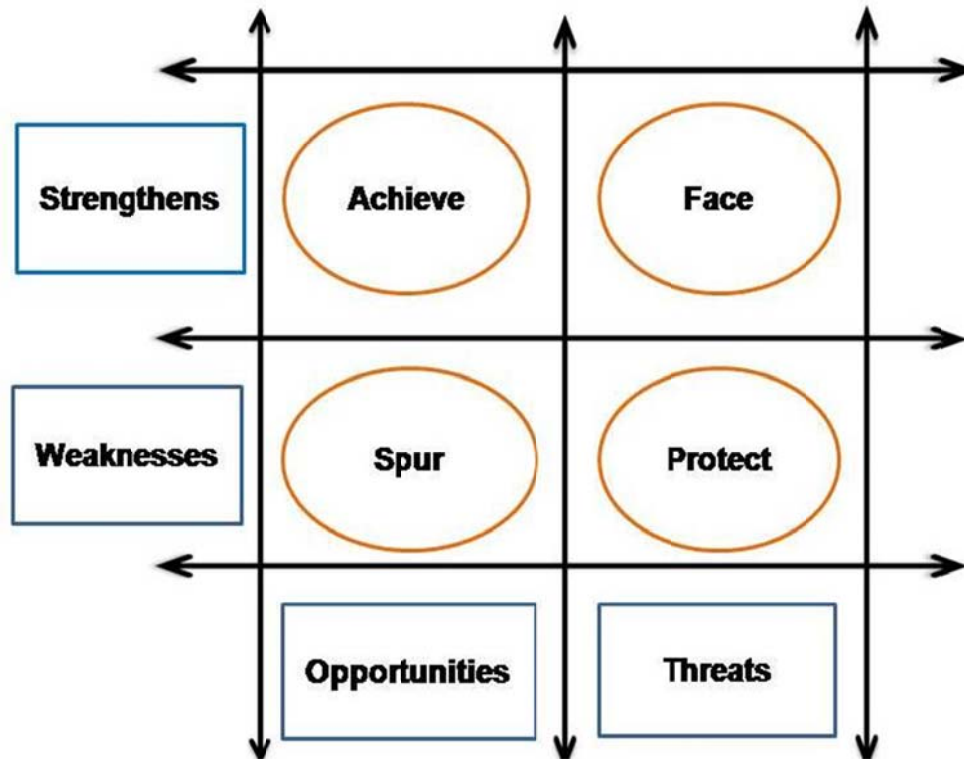 Strengthens
Achieve
Face
Weaknesses
Spur
Protect
Opportunities
Threats